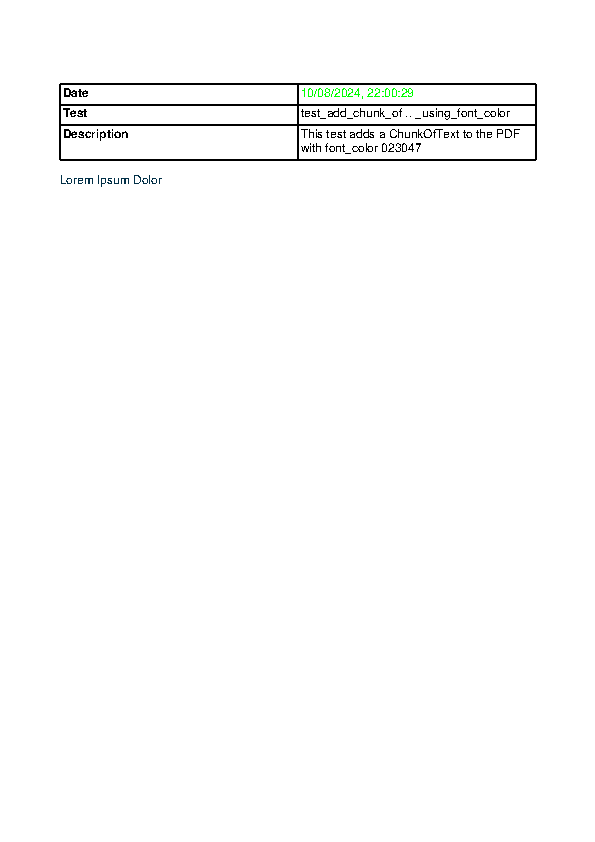 Date 10/08/2024, 22:00:29
Test test_add_chunk_of .. _using_font_color
Description This test adds a ChunkOfText to the PDF
with font_color 023047
Lorem Ipsum Dolor